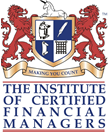 MAKING YOU COUNT
THE INSTITUTE
OF CERTIFIED
FINANCIAL
MANAGERS